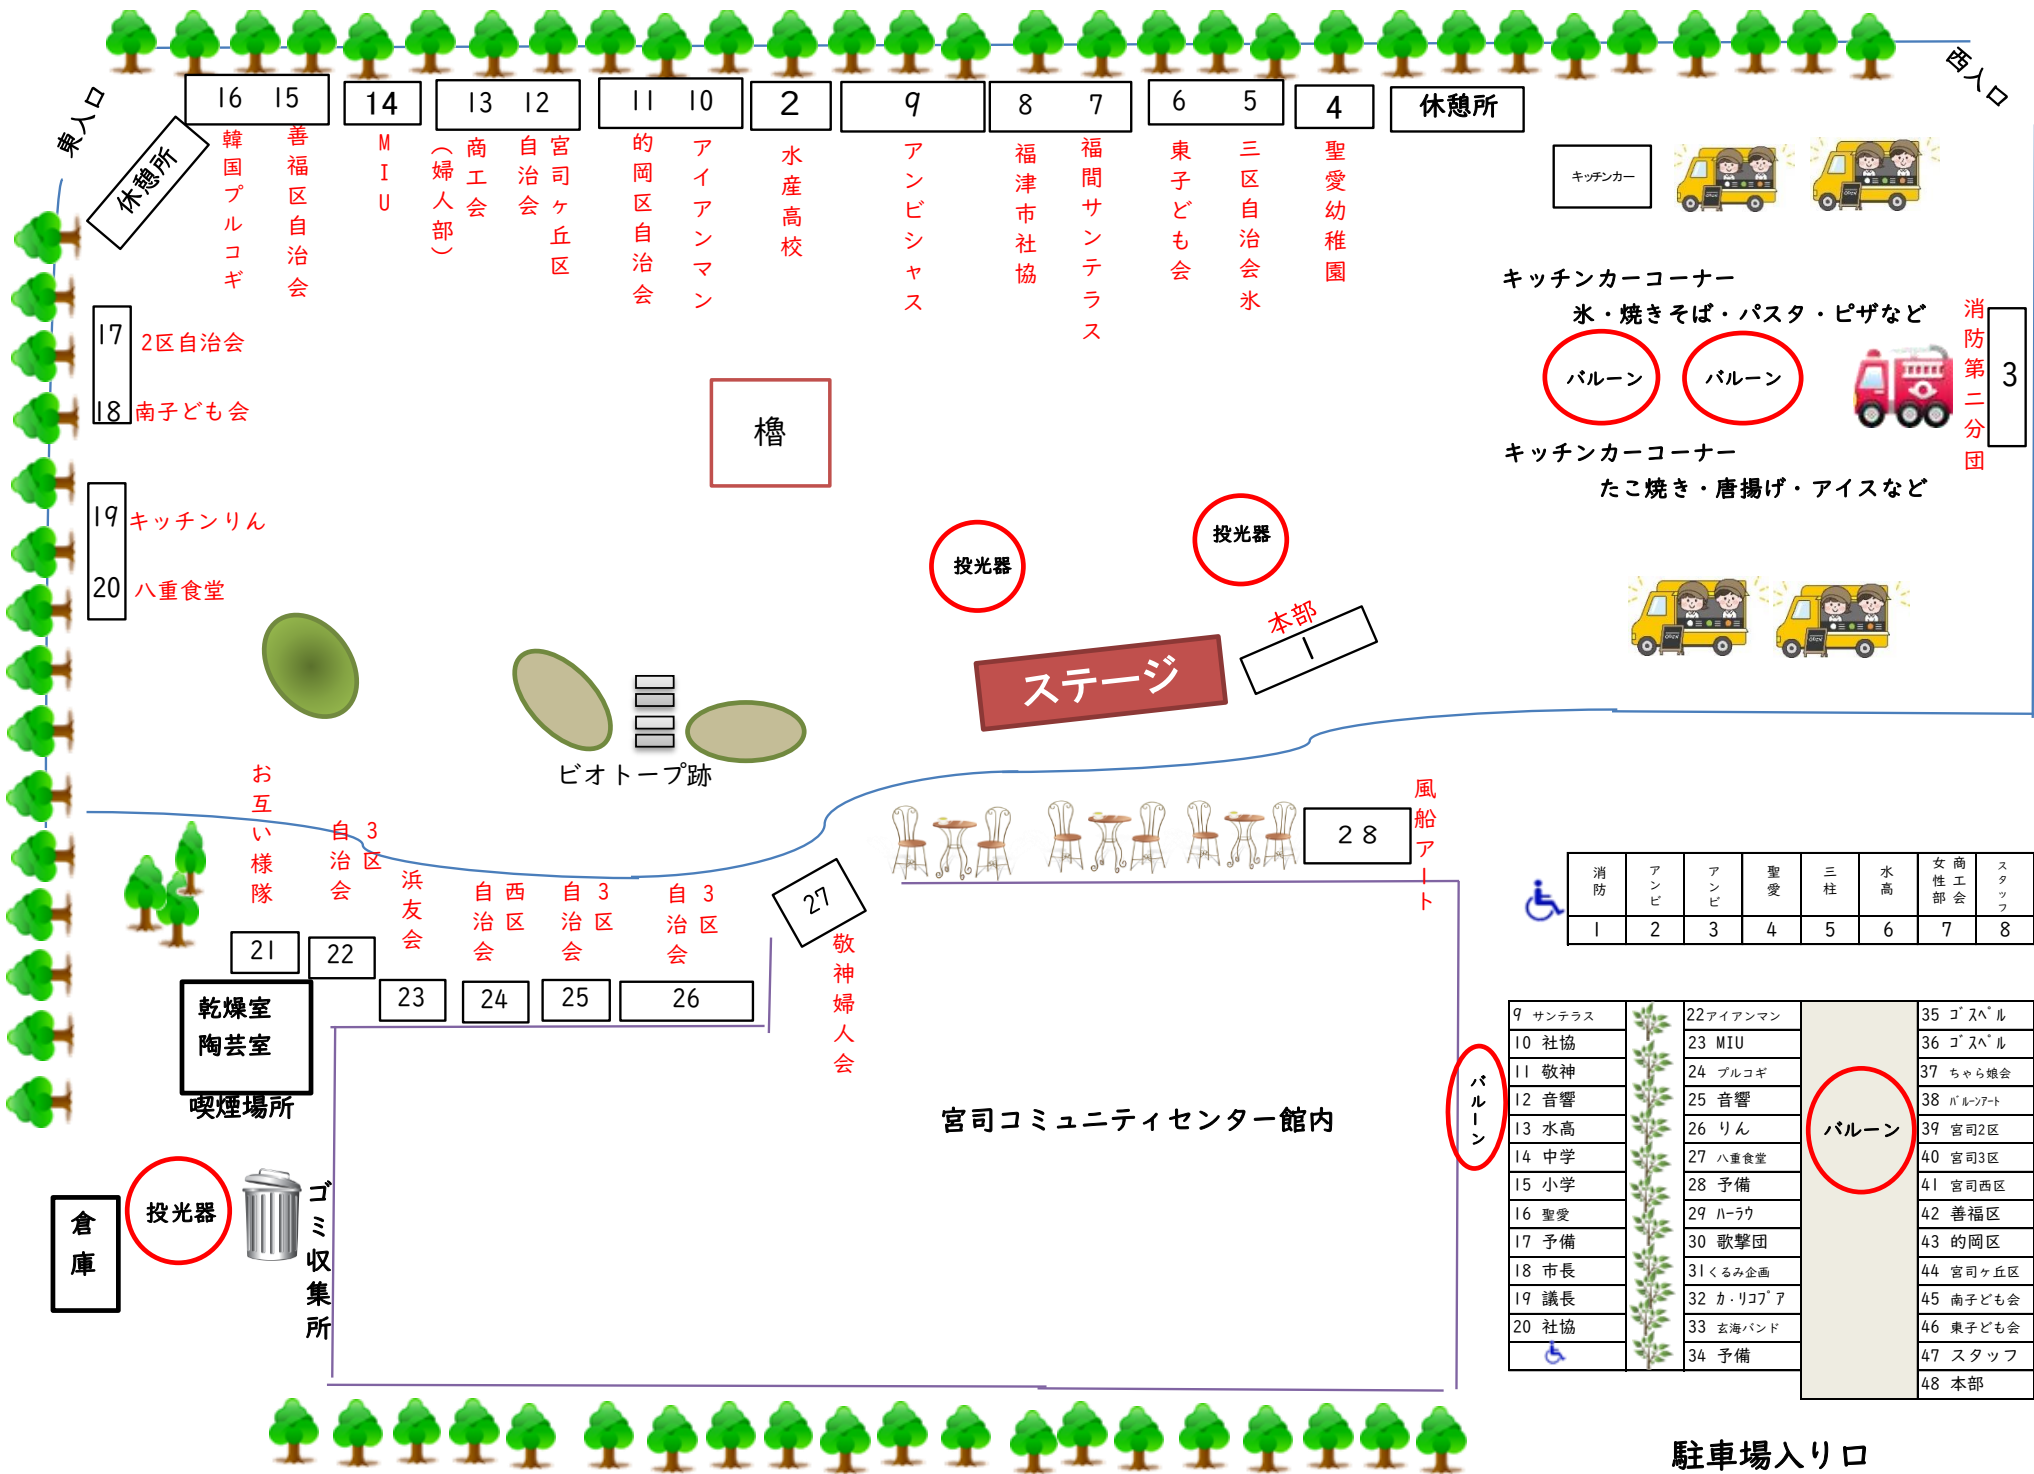 東入口
西入口
休憩所
16 15
14
13 12
11 10
2
9
8 7
6 5
4
休憩所
韓国プルコギ
善福区自治会
MIU
商工会
(婦人部)
宮司ヶ丘区
自治会
的岡区自治会
アイアンマン
水産高校
アンビシャス
福津市社協
福間サンテラス
東子ども会
三区自治会氷
聖愛幼稚園
キッチンカー
キッチンカーコーナー
氷・焼きそば・パスタ・ピザなど
バルーン
バルーン
消防第二分団
3
キッチンカーコーナー
たこ焼き・唐揚げ・アイスなど
17
2区自治会
18
南子ども会
19
キッチンりん
20
八重食堂
櫓
投光器
投光器
本部
1
ステージ
ビオトープ跡
お互い様隊
3区
自治会
浜友会
西区
自治会
3区
自治会
3区
自治会
21
22
23
24
25
26
27
敬神婦人会
28
風船アート
乾燥室
陶芸室
喫煙場所
倉庫
投光器
ゴミ収集所
宮司コミュニティセンター館内
バルーン
消防
アンビ
アンビ
聖愛
三柱
水高
商工会
女性部
スタッフ
1 2 3 4 5 6 7 8
9 サンテラス
10 社協
11 敬神
12 音響
13 水高
14 中学
15 小学
16 聖愛
17 予備
18 市長
19 議長
20 社協
22アイアンマン
23 MIU
24 プルコギ
25 音響
26 りん
27 八重食堂
28 予備
29 ハーラウ
30 歌撃団
31くるみ企画
32 カ・リコプア
33 玄海バンド
34 予備
バルーン
35 ゴスペル
36 ゴスペル
37 ちゃら娘会
38 バルーンアート
39 宮司2区
40 宮司3区
41 宮司西区
42 善福区
43 的岡区
44 宮司ヶ丘区
45 南子ども会
46 東子ども会
47 スタッフ
48 本部
駐車場入り口